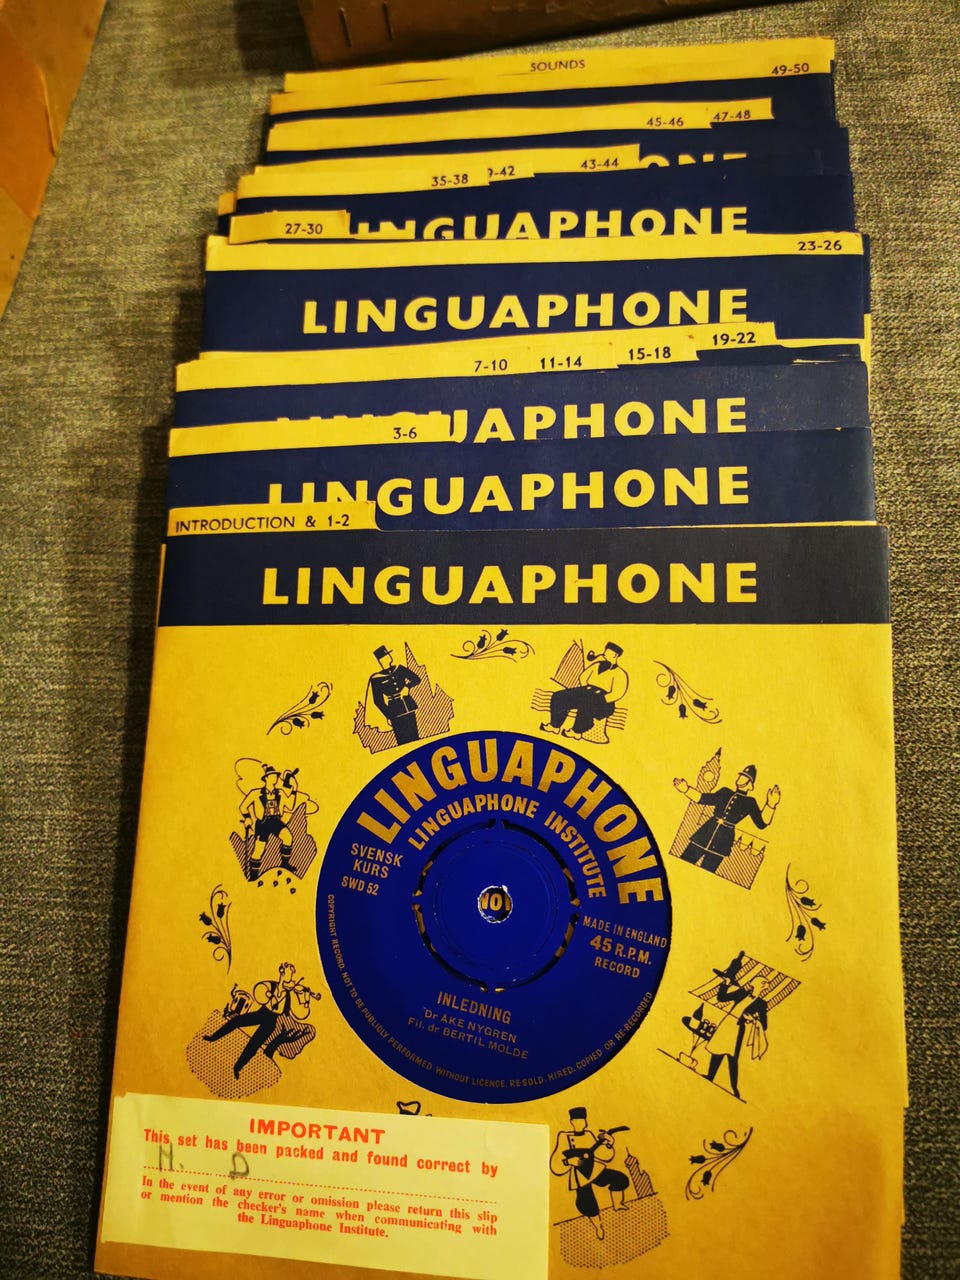 SOUNDS
49-50
47-48
45-46
43-44
-42
35-38
27-30
LINGUAPHONE
23-26
LINGUAPHONE
19-22
15-18
11-14
7-10
LINGUAPHONE
3-6
LINGUAPHONE
INTRODUCTION & 1-2
LINGUAPHONE
LINGUAPHONE
LINGUAPHONE INSTITUTE
SVENSK
KURS
SWD 52
MADE IN ENGLAND
45 R.P.M.
RECORD
INLEDNING
Dr ÅKE NYGREN
Fil. dr BERTIL MOLDE
COPYRIGHT RECORD. NOT TO BE PUBLICLY PERFORMED WITHOUT LICENCE, RE-SOLD, HIRED, COPIED OR RE-RECORDED
IMPORTANT
This set has been packed and found correct by
H. D
In the event of any error or omission please return this slip
or mention the checker's name when communicating with
the Linguaphone Institute.